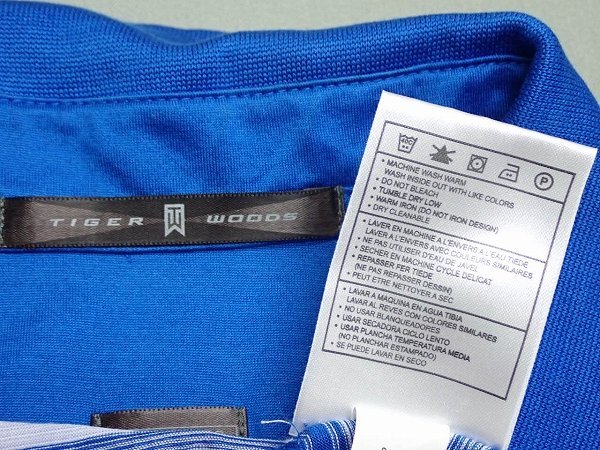 TIGER TW WOODS
40C P
• MACHINE WASH WARM
WASH INSIDE OUT WITH LIKE COLORS
• DO NOT BLEACH
• TUMBLE DRY LOW
• WARM IRON (DO NOT IRON DESIGN)
• DRY CLEANABLE
• LAVER EN MACHINE A L'ENVERS A L'EAU TIEDE
LAVER A L'ENVERS AVEC COULEURS SIMILAIRES
• NE PAS UTILISER D'EAU DE JAVEL
• SECHER EN MACHINE CYCLE DELICAT
• REPASSER FER TIEDE
(NE PAS REPASSER DESSIN)
• PEUT ETRE NETTOYER A SEC
• LAVAR A MAQUINA EN AGUA TIBIA
LAVAR AL REVES CON COLORES SIMILARES
• NO USAR BLANQUEADORES
• USAR SECADORA CICLO LENTO
• USAR PLANCHA TEMPERATURA MEDIA
(NO PLANCHAR ESTAMPADO)
• SE PUEDE LAVAR EN SECO